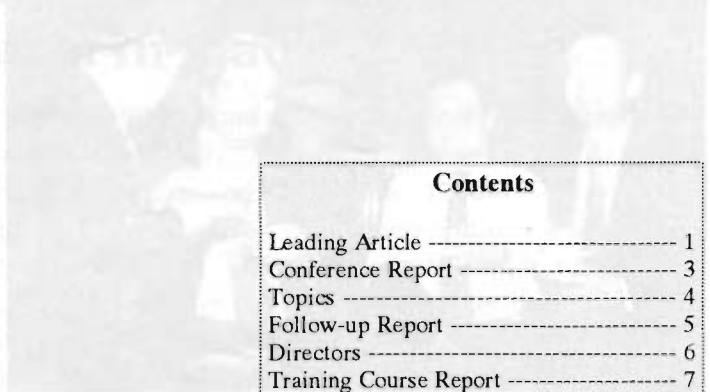 Contents
Leading Article ------------------------- 1
Conference Report --------------------- 3
Topics ---------------------------------- 4
Follow-up Report ---------------------- 5
Directors ------------------------------- 6
Training Course Report ---------------- 7